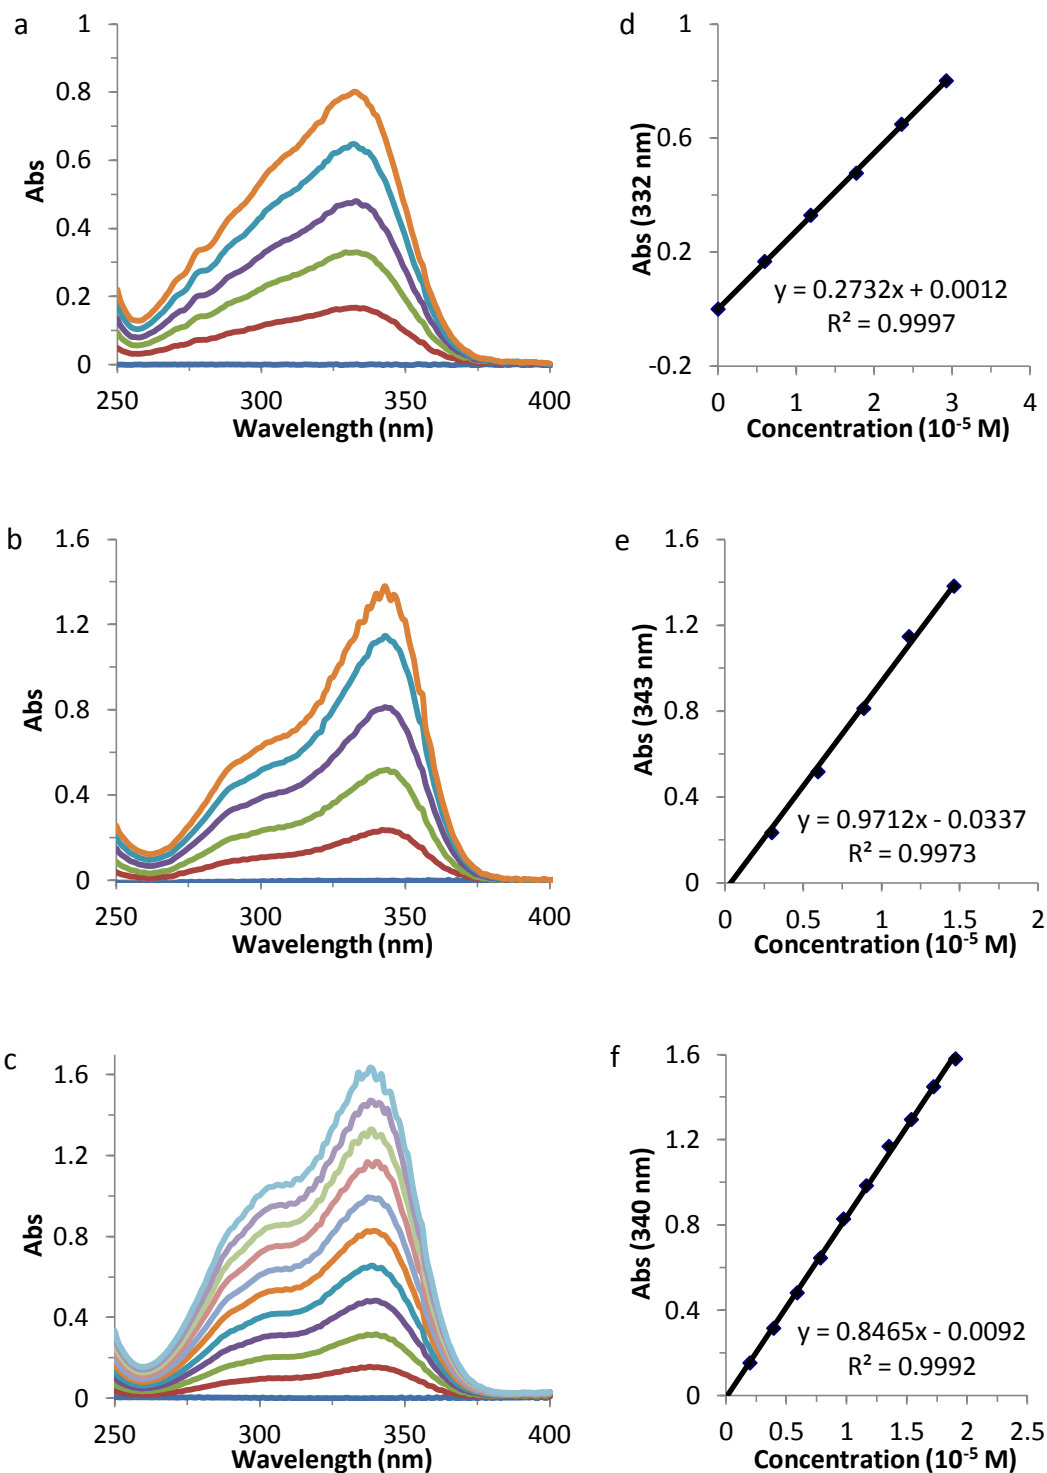 a
1
0.8
0.6
0.4
0.2
0
Abs
250 300 350 400
Wavelength (nm)
d
1
0.6
0.2
-0.2
Abs (332 nm)
y = 0.2732x + 0.0012
R² = 0.9997
0 1 2 3 4
Concentration (10⁻⁵ M)
b
1.6
1.2
0.8
0.4
0
Abs
250 300 350 400
Wavelength (nm)
e
1.6
1.2
0.8
0.4
0
Abs (343 nm)
y = 0.9712x - 0.0337
R² = 0.9973
0 0.5 1 1.5 2
Concentration (10⁻⁵ M)
c
1.6
1.2
0.8
0.4
0
Abs
250 300 350 400
Wavelength (nm)
f
1.6
1.2
0.8
0.4
0
Abs (340 nm)
y = 0.8465x - 0.0092
R² = 0.9992
0 0.5 1 1.5 2 2.5
Concentration (10⁻⁵ M)